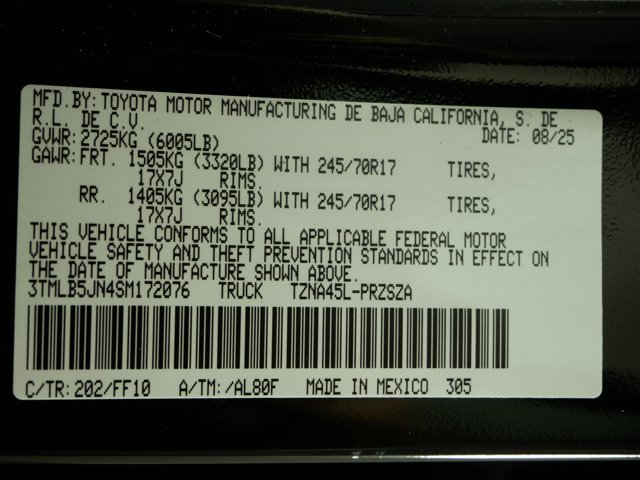 MFD.BY: TOYOTA MOTOR MANUFACTURING DE BAJA CALIFORNIA, S. DE
R.L. DE C.V. DATE: 08/25
GVWR: 2725KG (6005LB)
GAWR: FRT. 1505KG (3320LB) WITH 245/70R17 TIRES,
17X7J RIMS.
RR. 1405KG (3095LB) WITH 245/70R17 TIRES,
17X7J RIMS.
THIS VEHICLE CONFORMS TO ALL APPLICABLE FEDERAL MOTOR
VEHICLE SAFETY AND THEFT PREVENTION STANDARDS IN EFFECT ON
THE DATE OF MANUFACTURE SHOWN ABOVE.
3TMLB5JN4SM172076 TRUCK TZNA45L-PRZSZA
C/TR: 202/FF10 A/TM: /AL80F MADE IN MEXICO 305